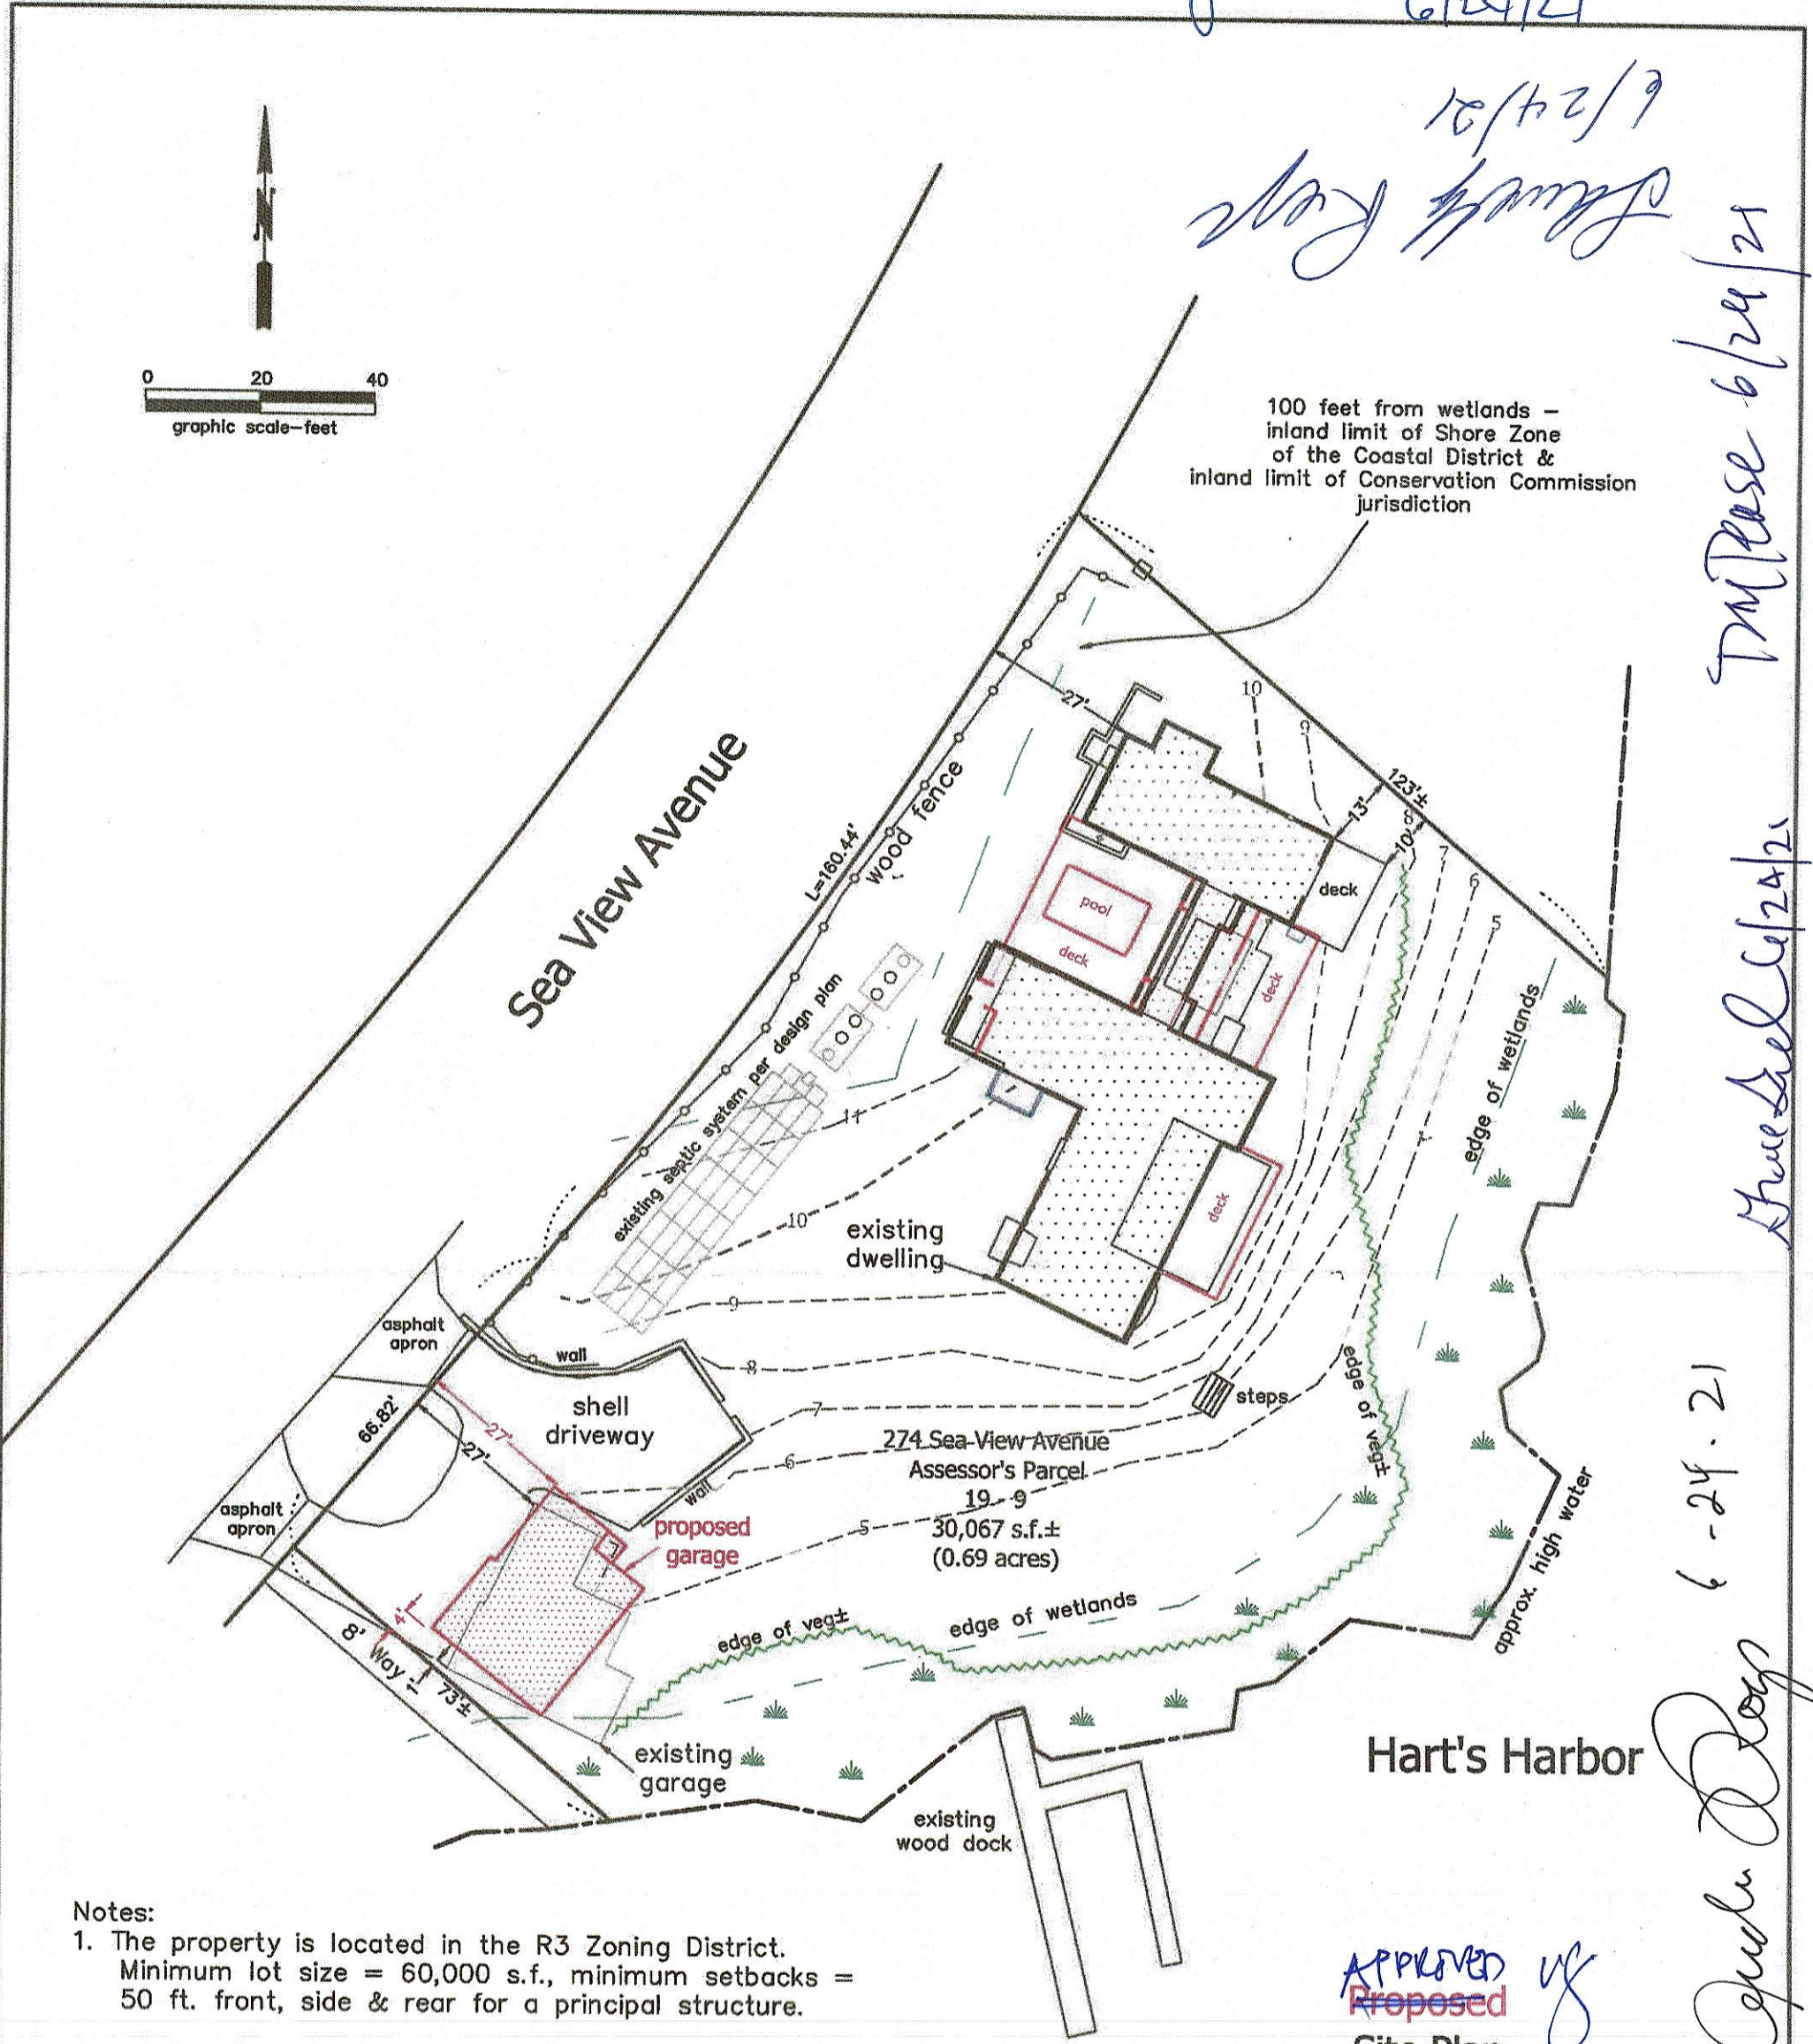 6/24/21
6/24/21
N
0 20 40
graphic scale-feet
TMPease 6/24/21
100 feet from wetlands -
inland limit of Shore Zone
of the Coastal District &
inland limit of Conservation Commission
jurisdiction
27'
10
9
123'±
13'
8
10'
7
6
5
Sea View Avenue
L=160.44'
wood fence
deck
pool
deck
deck
6/24/21
existing septic system per design plan
edge of wetlands
11
10
existing
dwelling
deck
9
asphalt
apron
wall
8
steps
edge of veg±
66.82'
shell
driveway
7
27'
27'
274 Sea View Avenue
Assessor's Parcel
19 - 9
30,067 s.f.±
(0.69 acres)
6
wall
5
asphalt
apron
proposed
garage
approx. high water
6-24.21
4'
8' Way
1'
73'±
edge of veg±
edge of wetlands
existing
garage
Hart's Harbor
existing
wood dock
Notes:
1. The property is located in the R3 Zoning District.
Minimum lot size = 60,000 s.f., minimum setbacks =
50 ft. front, side & rear for a principal structure.
APPROVED
Proposed
Site Plan